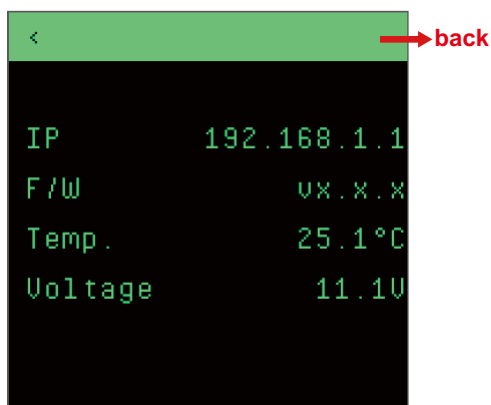 < back
IP 192.168.1.1
F/W vx.x.x
Temp. 25.1°C
Voltage 11.1V